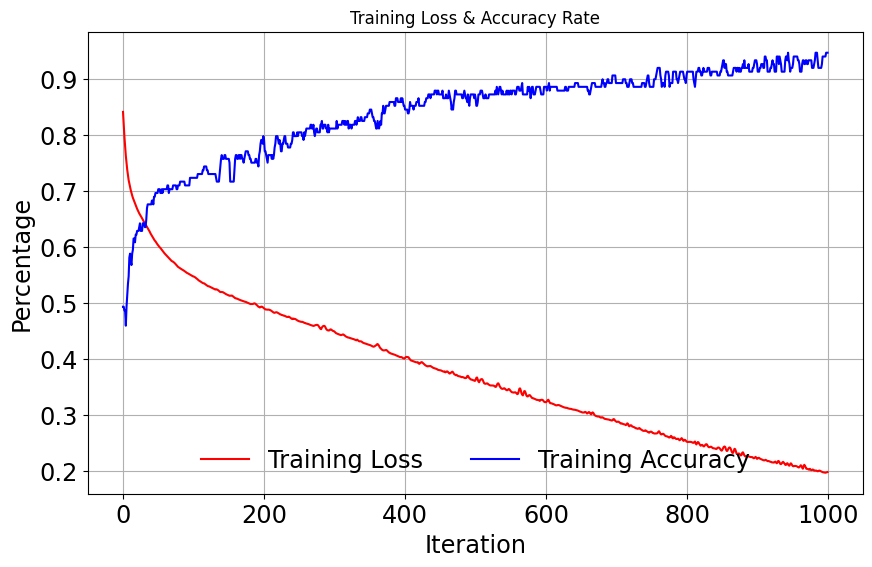 Training Loss & Accuracy Rate
Percentage
0.9
0.8
0.7
0.6
0.5
0.4
0.3
0.2
Training Loss Training Accuracy
0 200 400 600 800 1000
Iteration